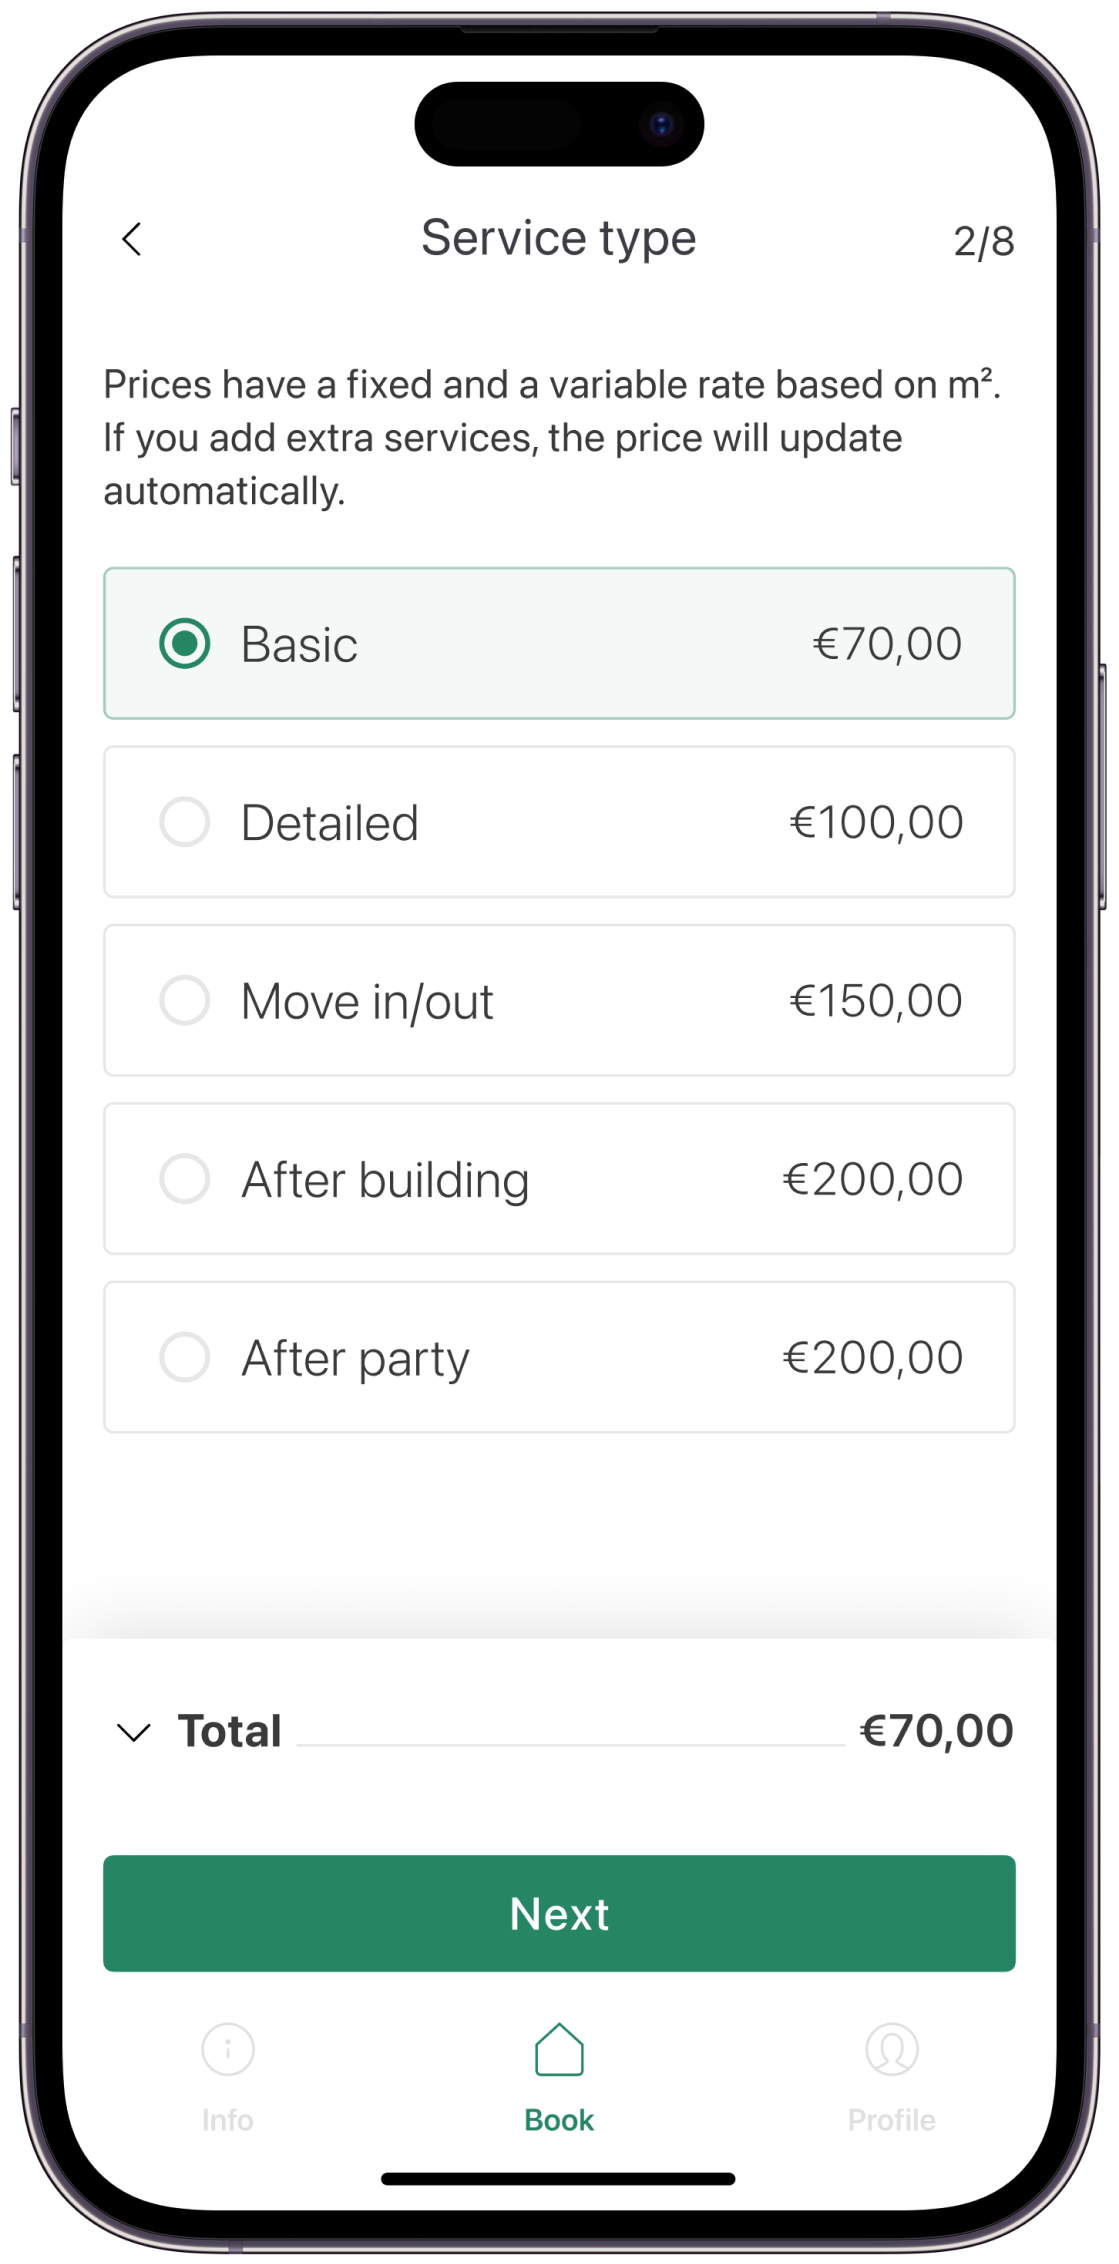 Service type
2/8
Prices have a fixed and a variable rate based on m².
If you add extra services, the price will update
automatically.
Basic €70,00
Detailed €100,00
Move in/out €150,00
After building €200,00
After party €200,00
Total €70,00
Next
Info Book Profile